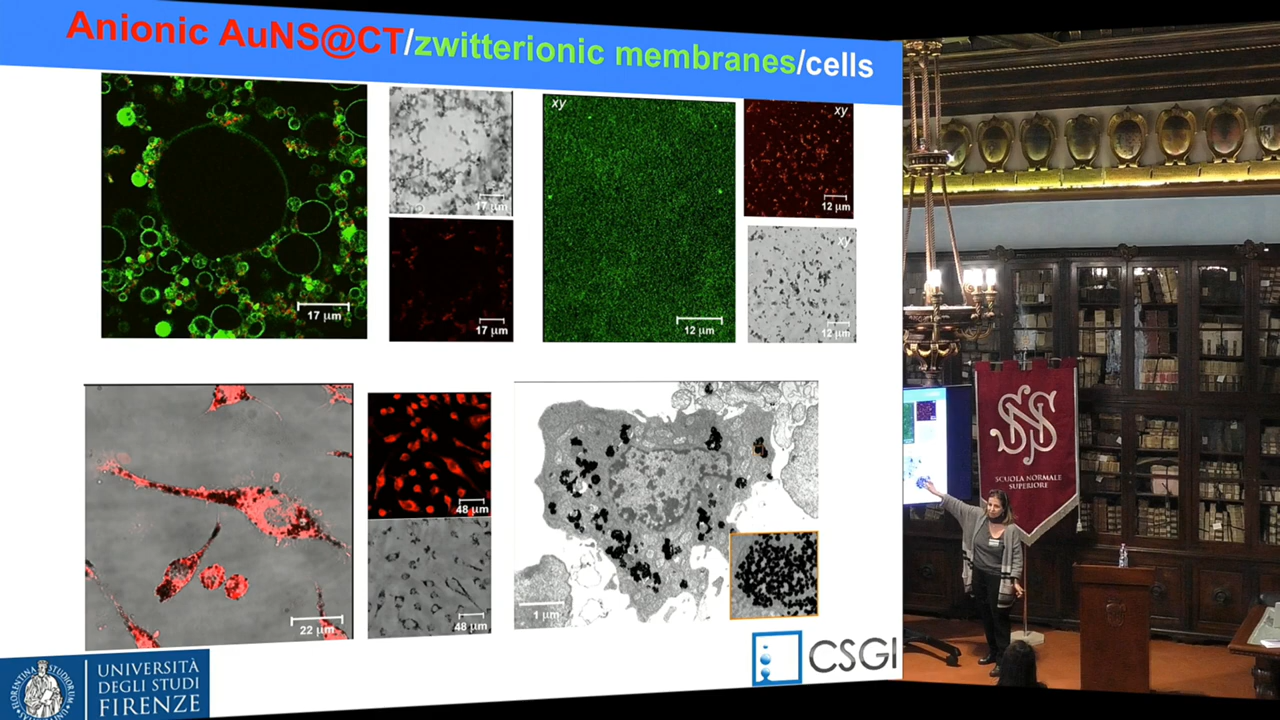 Anionic AuNS@CT/zwitterionic membranes/cells
17 μm
17 μm
17 μm
xy
12 μm
xy
12 μm
xy
12 μm
22 μm
48 μm
48 μm
1 μm
UNIVERSITÀ
DEGLI STUDI
FIRENZE
CSGI
SNS
SCUOLA NORMALE
SUPERIORE